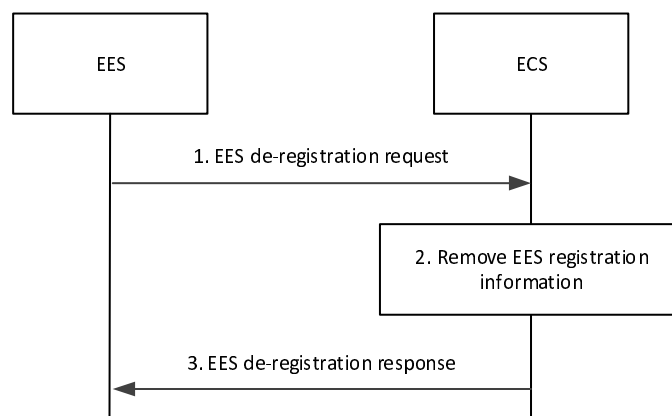 EES
ECS
1. EES de-registration request
2. Remove EES registration
information
3. EES de-registration response